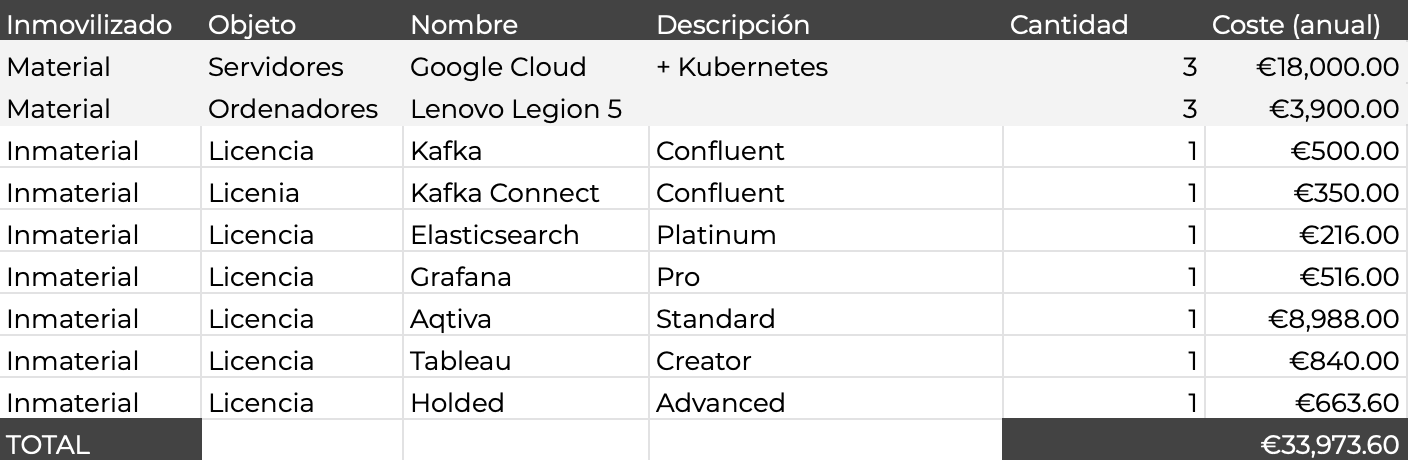 Inmovilizado Objeto Nombre Descripción Cantidad Coste (anual)
Material Servidores Google Cloud + Kubernetes 3 €18,000.00
Material Ordenadores Lenovo Legion 5 3 €3,900.00
Inmaterial Licencia Kafka Confluent 1 €500.00
Inmaterial Licenia Kafka Connect Confluent 1 €350.00
Inmaterial Licencia Elasticsearch Platinum 1 €216.00
Inmaterial Licencia Grafana Pro 1 €516.00
Inmaterial Licencia Aqtiva Standard 1 €8,988.00
Inmaterial Licencia Tableau Creator 1 €840.00
Inmaterial Licencia Holded Advanced 1 €663.60
TOTAL €33,973.60